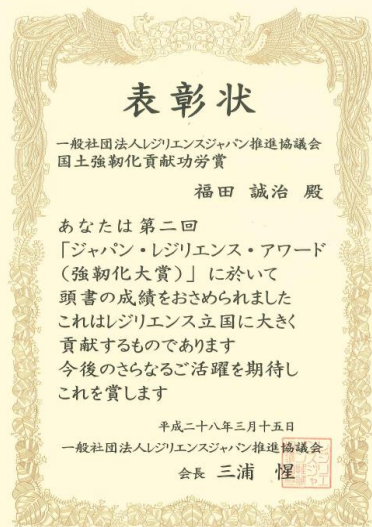 表彰状
一般社団法人レジリエンスジャパン推進協議会
国土強靭化貢献功労賞
福田 誠治 殿
あなたは第二回
「ジャパン・レジリエンス・アワード
(強靭化大賞)」に於いて
頭書の成績をおさめられました
これはレジリエンス立国に大きく
貢献するものであります
今後のさらなるご活躍を期待し
これを賞します
平成二十八年三月十五日
一般社団法人レジリエンスジャパン推進協議会
会長 三浦 惺